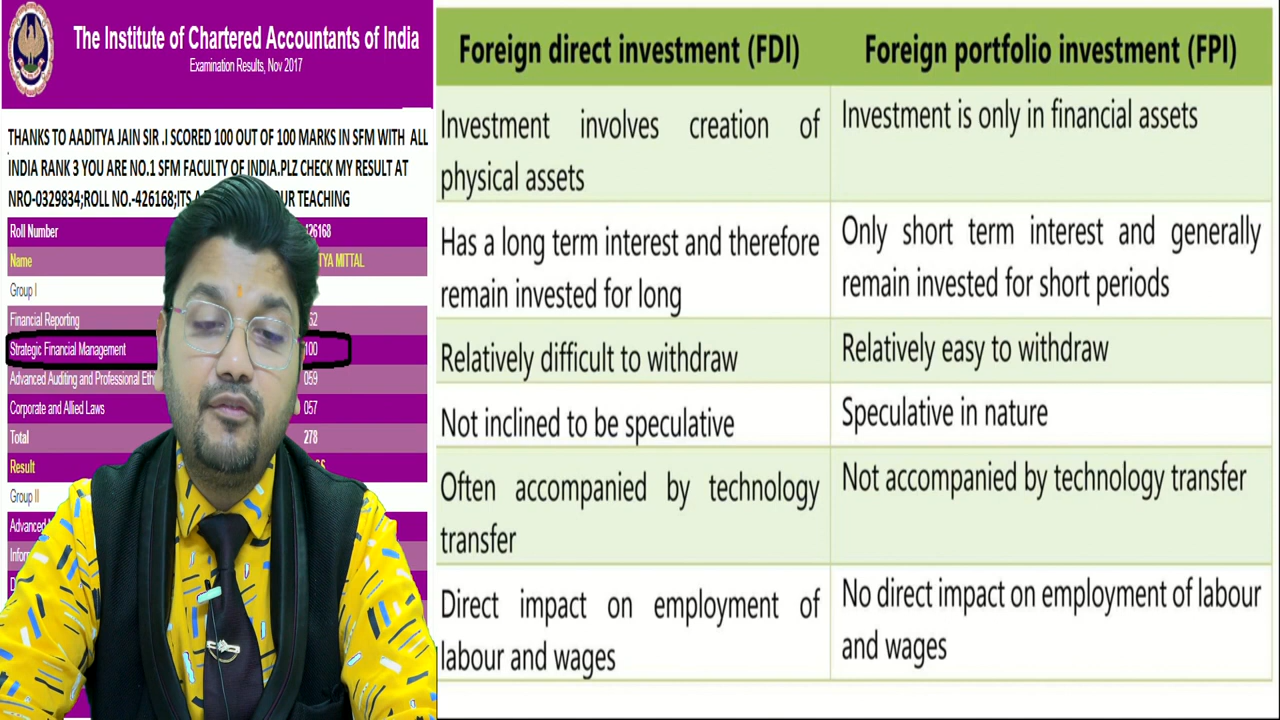 The Institute of Chartered Accountants of India
Examination Results, Nov 2017
THANKS TO AADITYA JAIN SIR .I SCORED 100 OUT OF 100 MARKS IN SFM WITH ALL
INDIA RANK 3 YOU ARE NO.1 SFM FACULTY OF INDIA.PLZ CHECK MY RESULT AT
NRO-0329834;ROLL NO.-426168;ITS TEACHING
Roll Number 426168
Name MITTAL
Group I
Financial Reporting
Strategic Financial Management 100
Advanced Auditing and Professional 059
Corporate and Allied Laws 057
Total 278
Result
Group II
Foreign direct investment (FDI) Foreign portfolio investment (FPI)
Investment involves creation of
physical assets
Investment is only in financial assets
Has a long term interest and therefore
remain invested for long
Only short term interest and generally
remain invested for short periods
Relatively difficult to withdraw
Relatively easy to withdraw
Not inclined to be speculative
Speculative in nature
Often accompanied by technology
transfer
Not accompanied by technology transfer
Direct impact on employment of
labour and wages
No direct impact on employment of labour
and wages